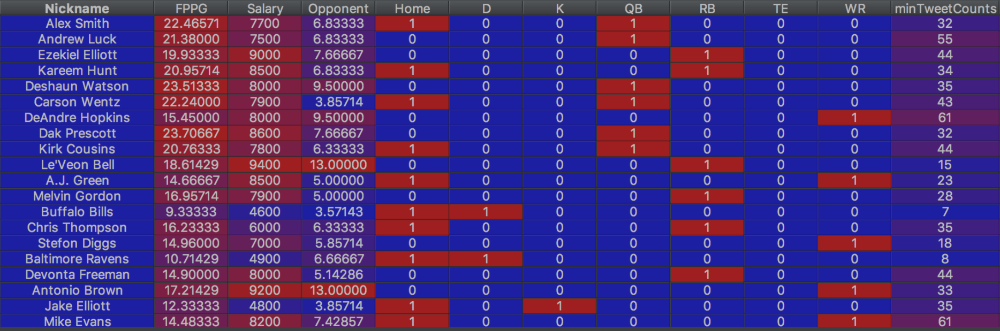 Nickname FPPG Salary Opponent Home D K QB RB TE WR minTweetCounts
Alex Smith 22.46571 7700 6.83333 1 0 0 1 0 0 0 32
Andrew Luck 21.38000 7500 6.83333 0 0 0 1 0 0 0 55
Ezekiel Elliott 19.93333 9000 7.66667 0 0 0 0 1 0 0 44
Kareem Hunt 20.95714 8500 6.83333 1 0 0 0 1 0 0 34
Deshaun Watson 23.51333 8000 9.50000 0 0 0 1 0 0 0 35
Carson Wentz 22.24000 7900 3.85714 1 0 0 1 0 0 0 43
DeAndre Hopkins 15.45000 8000 9.50000 0 0 0 0 0 0 1 61
Dak Prescott 23.70667 8600 7.66667 0 0 0 1 0 0 0 32
Kirk Cousins 20.76333 7800 6.33333 1 0 0 1 0 0 0 44
Le'Veon Bell 18.61429 9400 13.00000 0 0 0 0 1 0 0 15
A.J. Green 14.66667 8500 5.00000 1 0 0 0 0 0 1 23
Melvin Gordon 16.95714 7900 5.00000 0 0 0 0 1 0 0 28
Buffalo Bills 9.33333 4600 3.57143 1 1 0 0 0 0 0 7
Chris Thompson 16.23333 6000 6.33333 1 0 0 0 1 0 0 35
Stefon Diggs 14.96000 7000 5.85714 0 0 0 0 0 0 1 18
Baltimore Ravens 10.71429 4900 6.66667 1 1 0 0 0 0 0 8
Devonta Freeman 14.90000 8000 5.14286 0 0 0 0 1 0 0 44
Antonio Brown 17.21429 9200 13.00000 0 0 0 0 0 0 1 33
Jake Elliott 12.33333 4800 3.85714 1 0 1 0 0 0 0 35
Mike Evans 14.48333 8200 7.42857 1 0 0 0 0 0 1 61